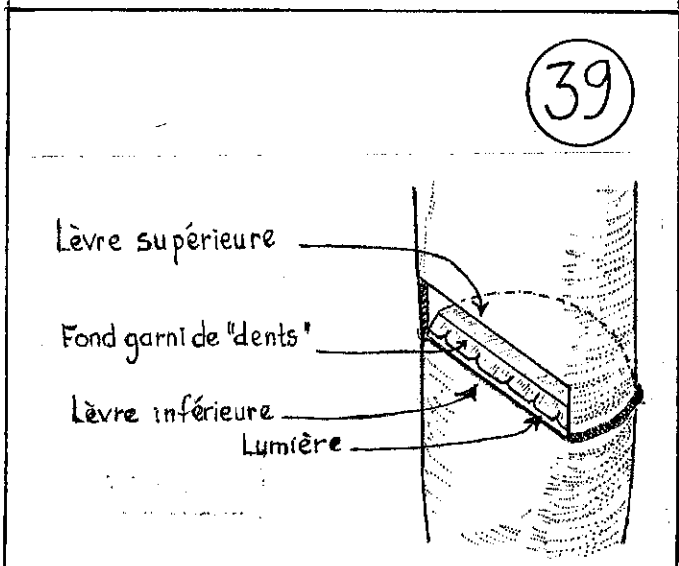 39
Lèvre supérieure
Fond garni de "dents"
Lèvre inférieure
Lumière